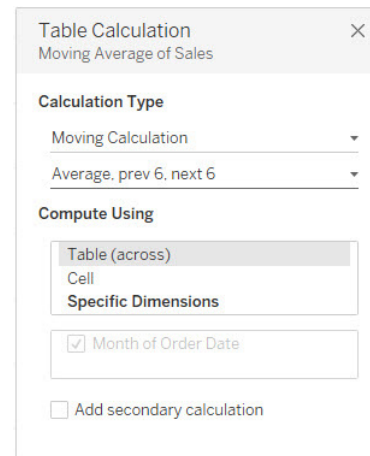 Table Calculation
Moving Average of Sales
Calculation Type
Moving Calculation
Average, prev 6, next 6
Compute Using
Table (across)
Cell
Specific Dimensions
Month of Order Date
Add secondary calculation